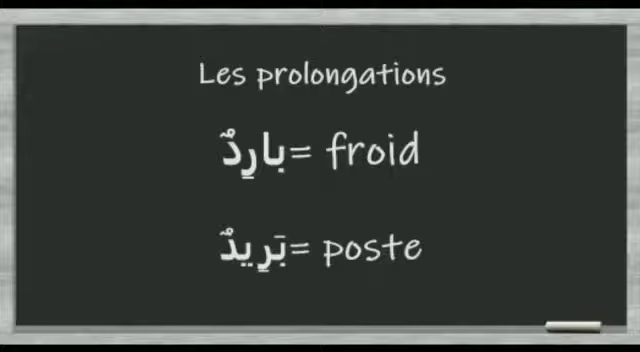 Les prolongations
بارِدٌ= froid
بَرِيدٌ= poste